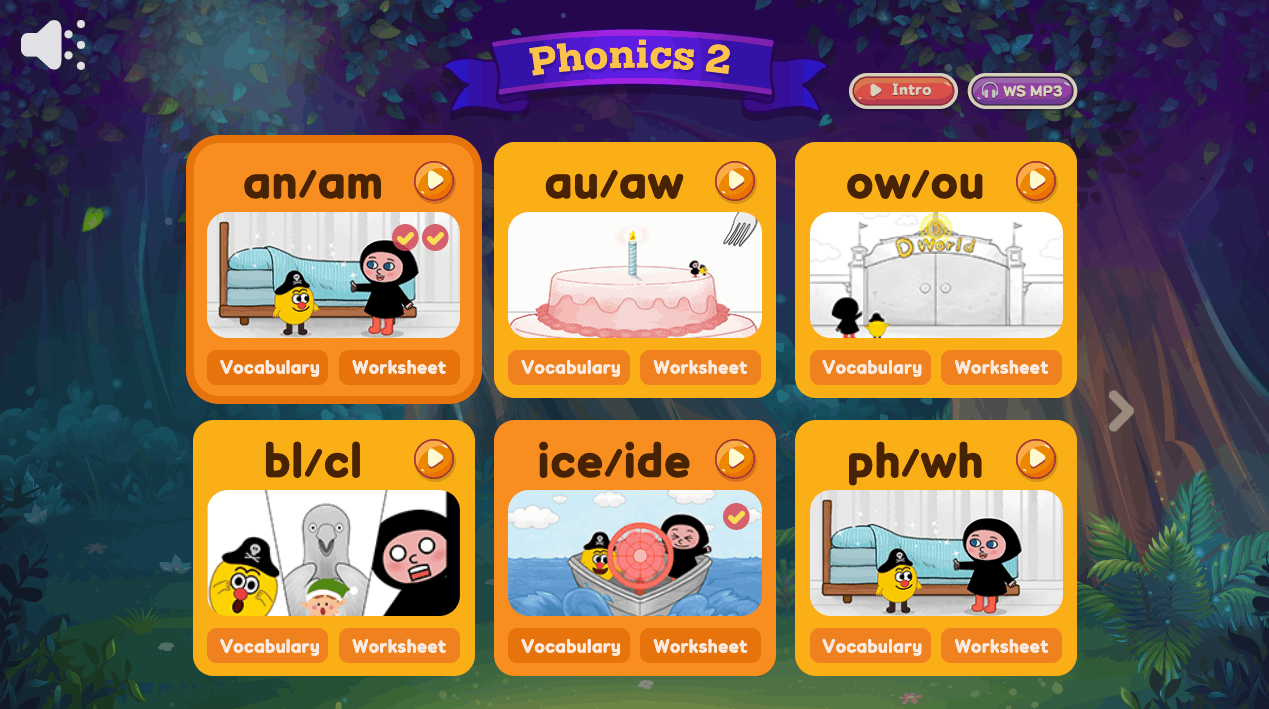 Phonics 2
Intro
WS MP3
an/am
Vocabulary Worksheet
au/aw
Vocabulary Worksheet
ow/ou
D World
Vocabulary Worksheet
bl/cl
Vocabulary Worksheet
ice/ide
Vocabulary Worksheet
ph/wh
Vocabulary Worksheet